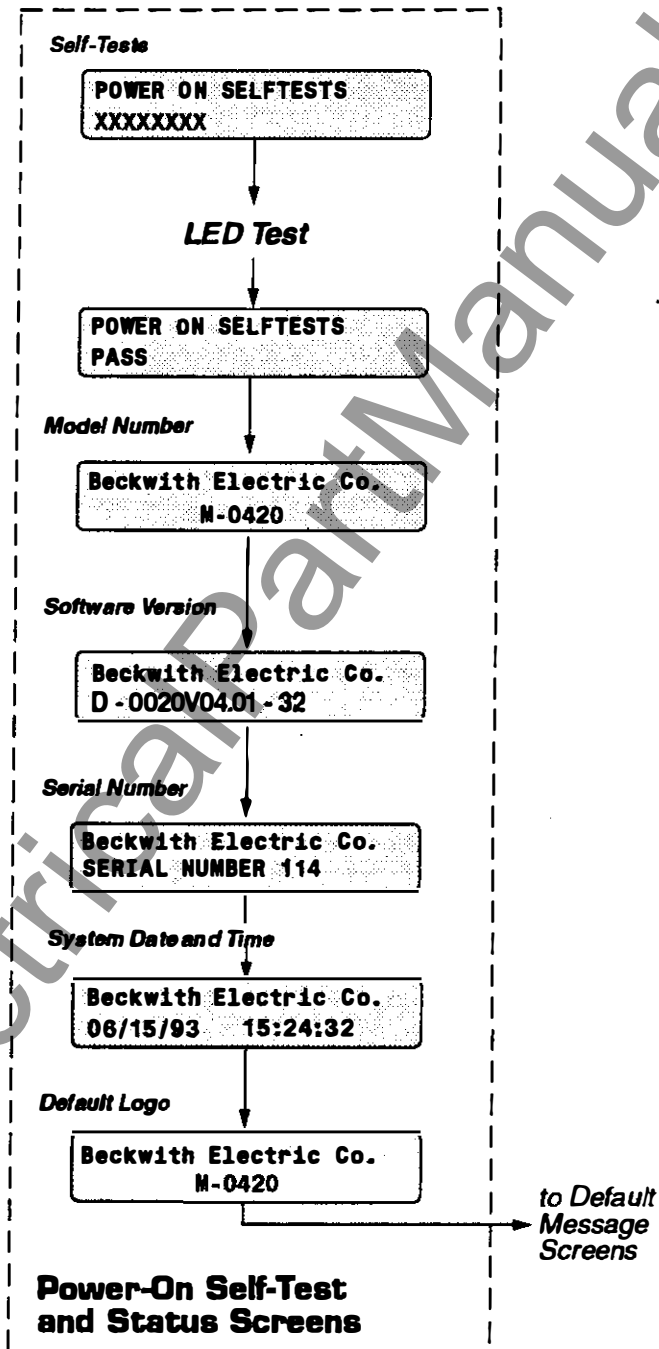 Self-Tests
POWER ON SELFTESTS
XXXXXXXX
LED Test
POWER ON SELFTESTS
PASS
Model Number
Beckwith Electric Co.
M-0420
Software Version
Beckwith Electric Co.
D - 0020V04.01 - 32
Serial Number
Beckwith Electric Co.
SERIAL NUMBER 114
System Date and Time
Beckwith Electric Co.
06/15/93 15:24:32
Default Logo
Beckwith Electric Co.
M-0420
to Default
Message
Screens
Power-On Self-Test
and Status Screens
ctricalPartManual